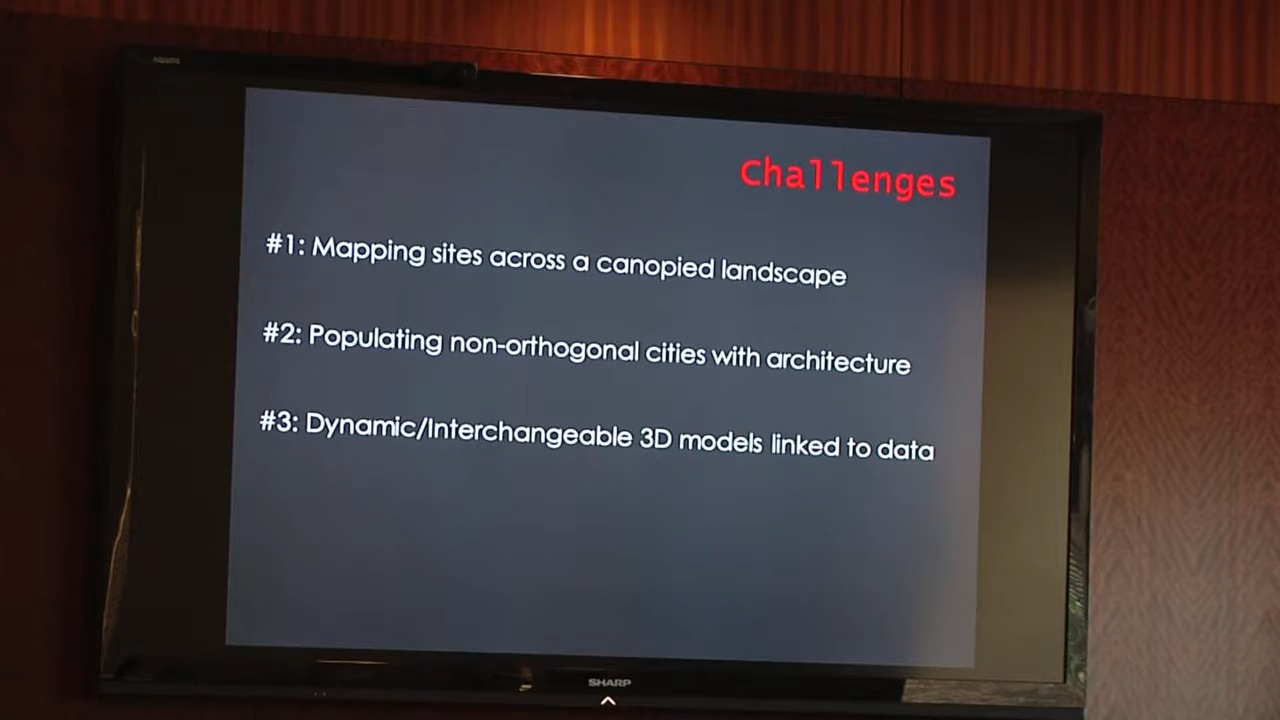 AQUOS
Challenges
#1: Mapping sites across a canopied landscape
#2: Populating non-orthogonal cities with architecture
#3: Dynamic/Interchangeable 3D models linked to data
SHARP